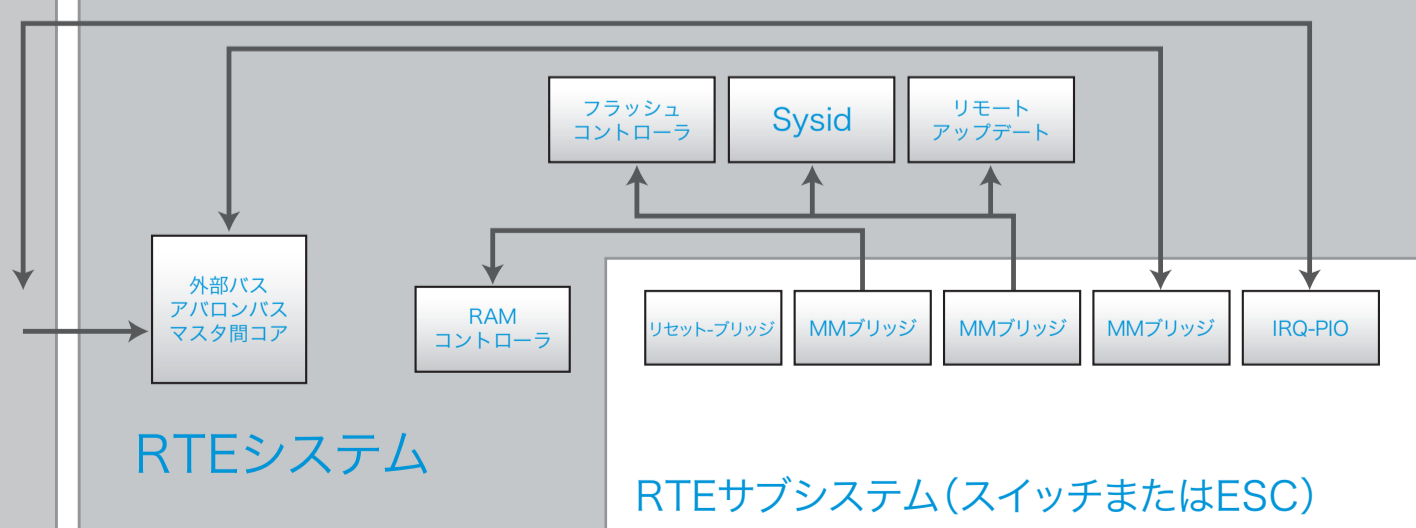 フラッシュ
コントローラ
Sysid
リモート
アップデート
外部バス
アバロンバス
マスタ間コア
RAM
コントローラ
リセット-ブリッジ
MMブリッジ
MMブリッジ
MMブリッジ
IRQ-PIO
RTEシステム
RTEサブシステム(スイッチまたはESC)